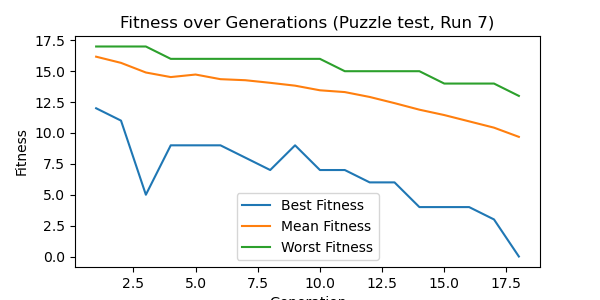 Fitness over Generations (Puzzle test, Run 7)
17.5
15.0
12.5
10.0
7.5
5.0
2.5
0.0
Fitness
Best Fitness
Mean Fitness
Worst Fitness
2.5 5.0 7.5 10.0 12.5 15.0 17.5
Generation